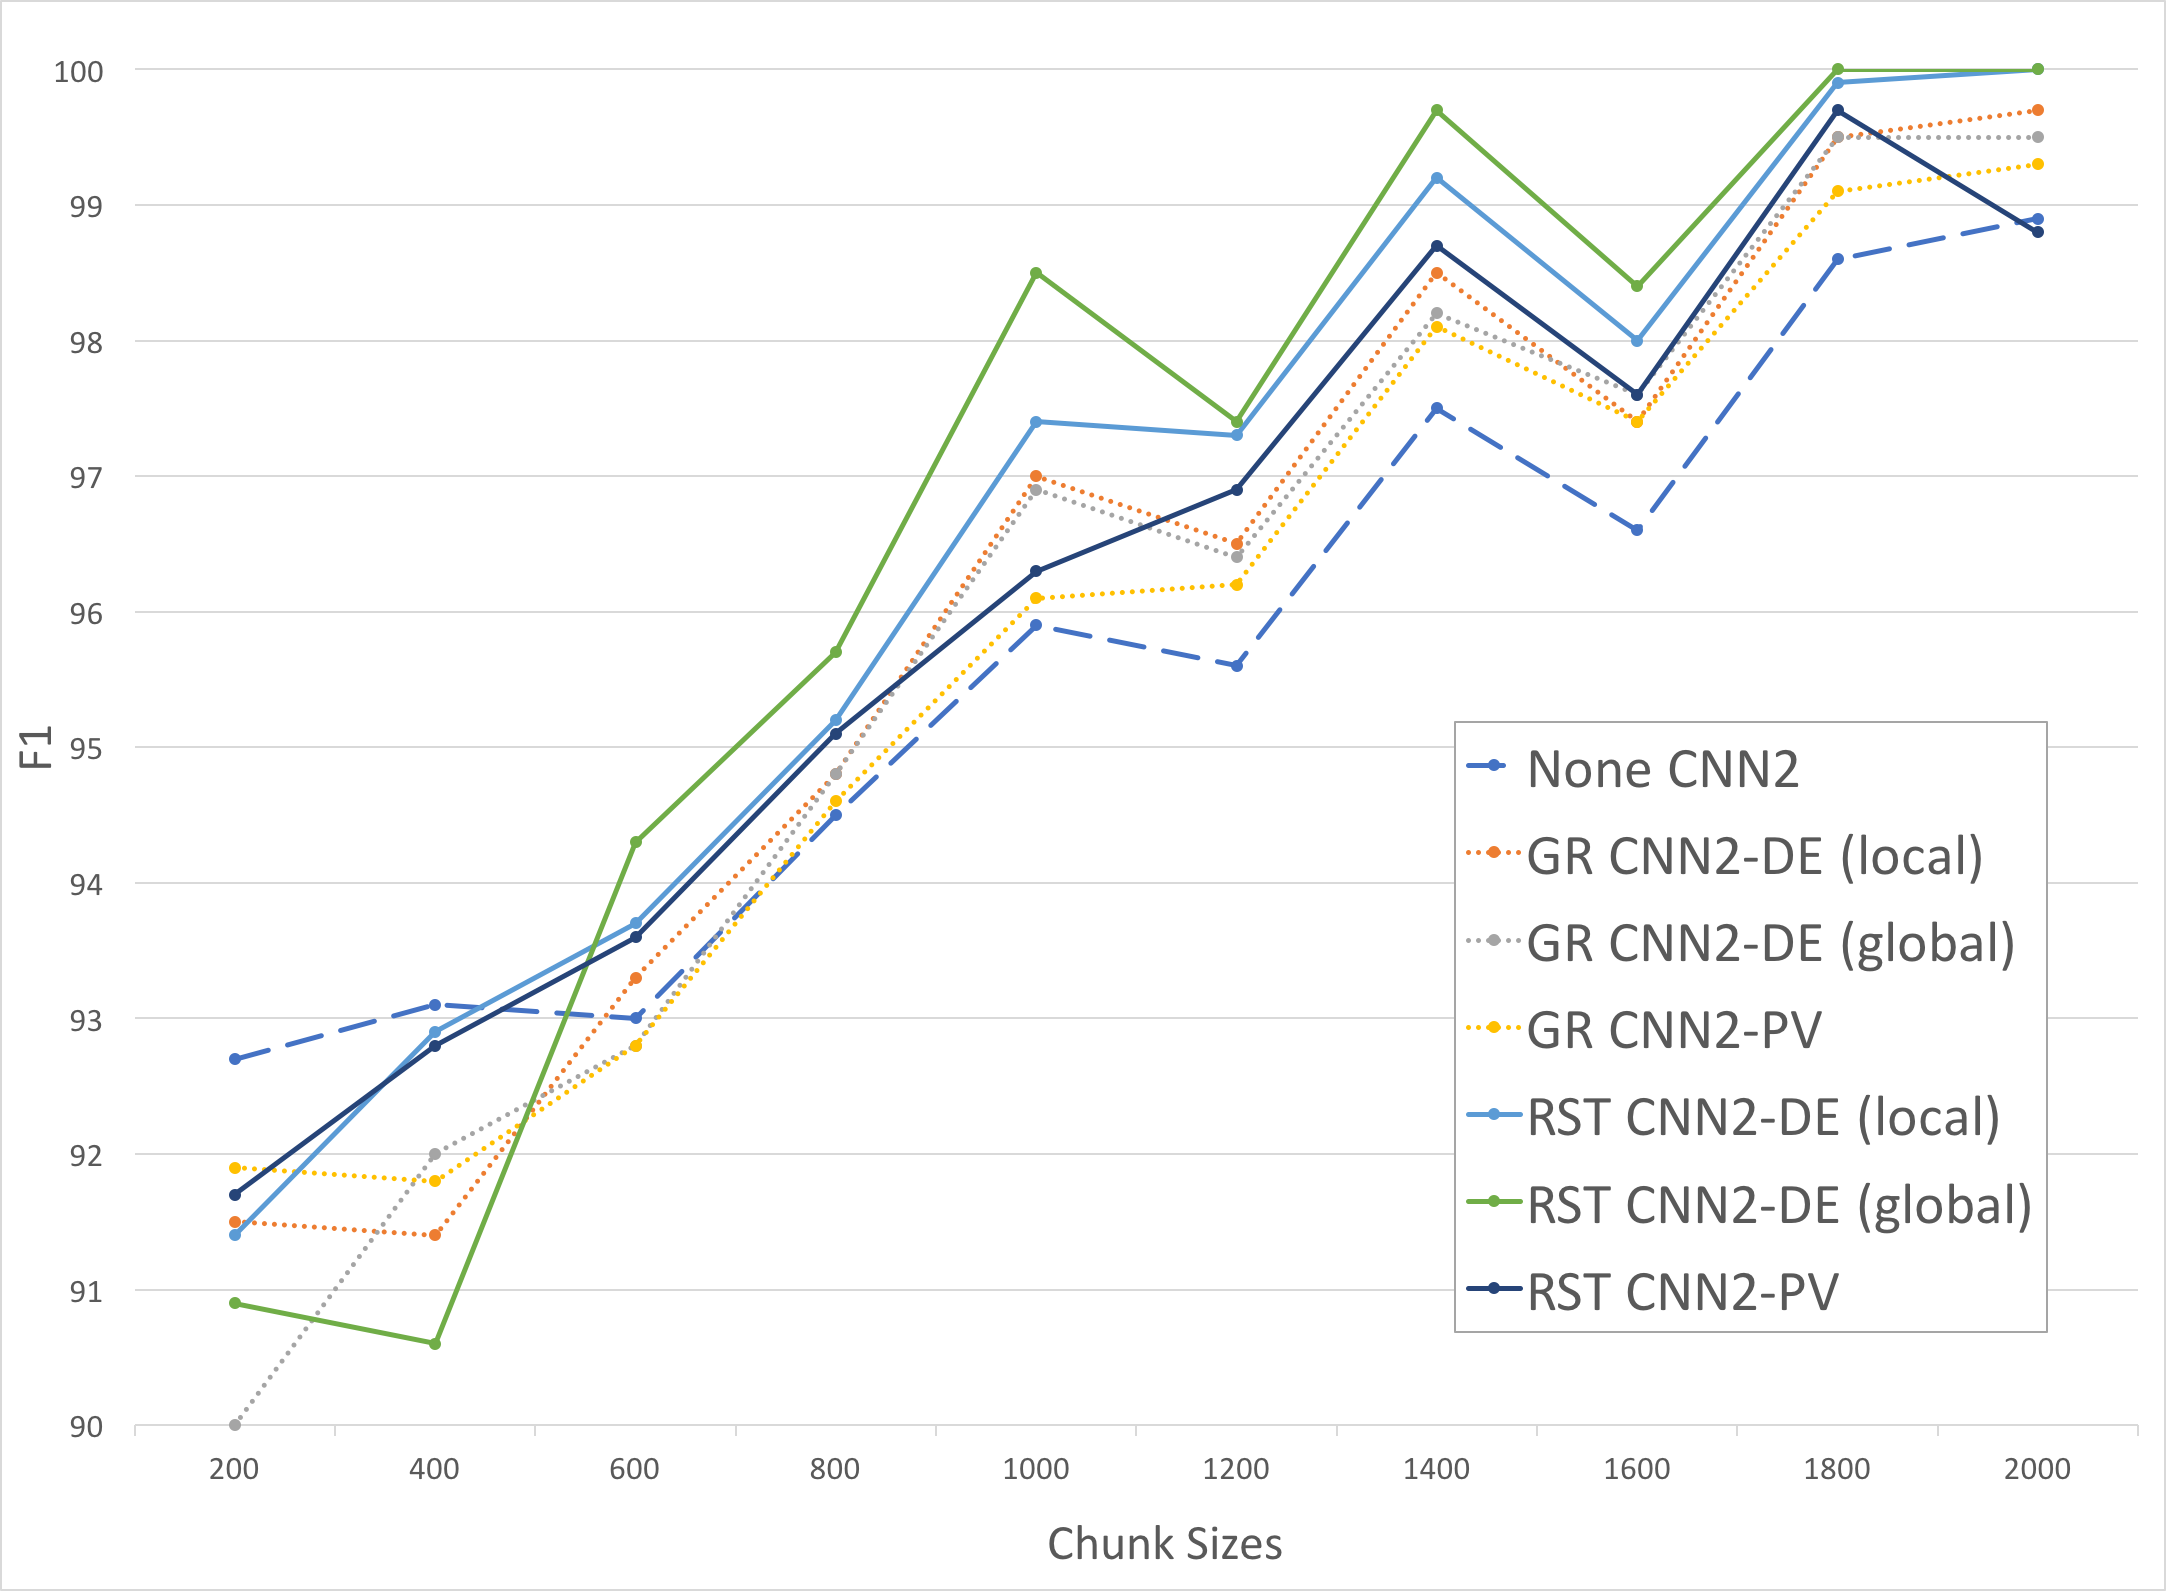 100
99
98
97
96
95
94
93
92
91
90
F1
200 400 600 800 1000 1200 1400 1600 1800 2000
Chunk Sizes
None CNN2
GR CNN2-DE (local)
GR CNN2-DE (global)
GR CNN2-PV
RST CNN2-DE (local)
RST CNN2-DE (global)
RST CNN2-PV